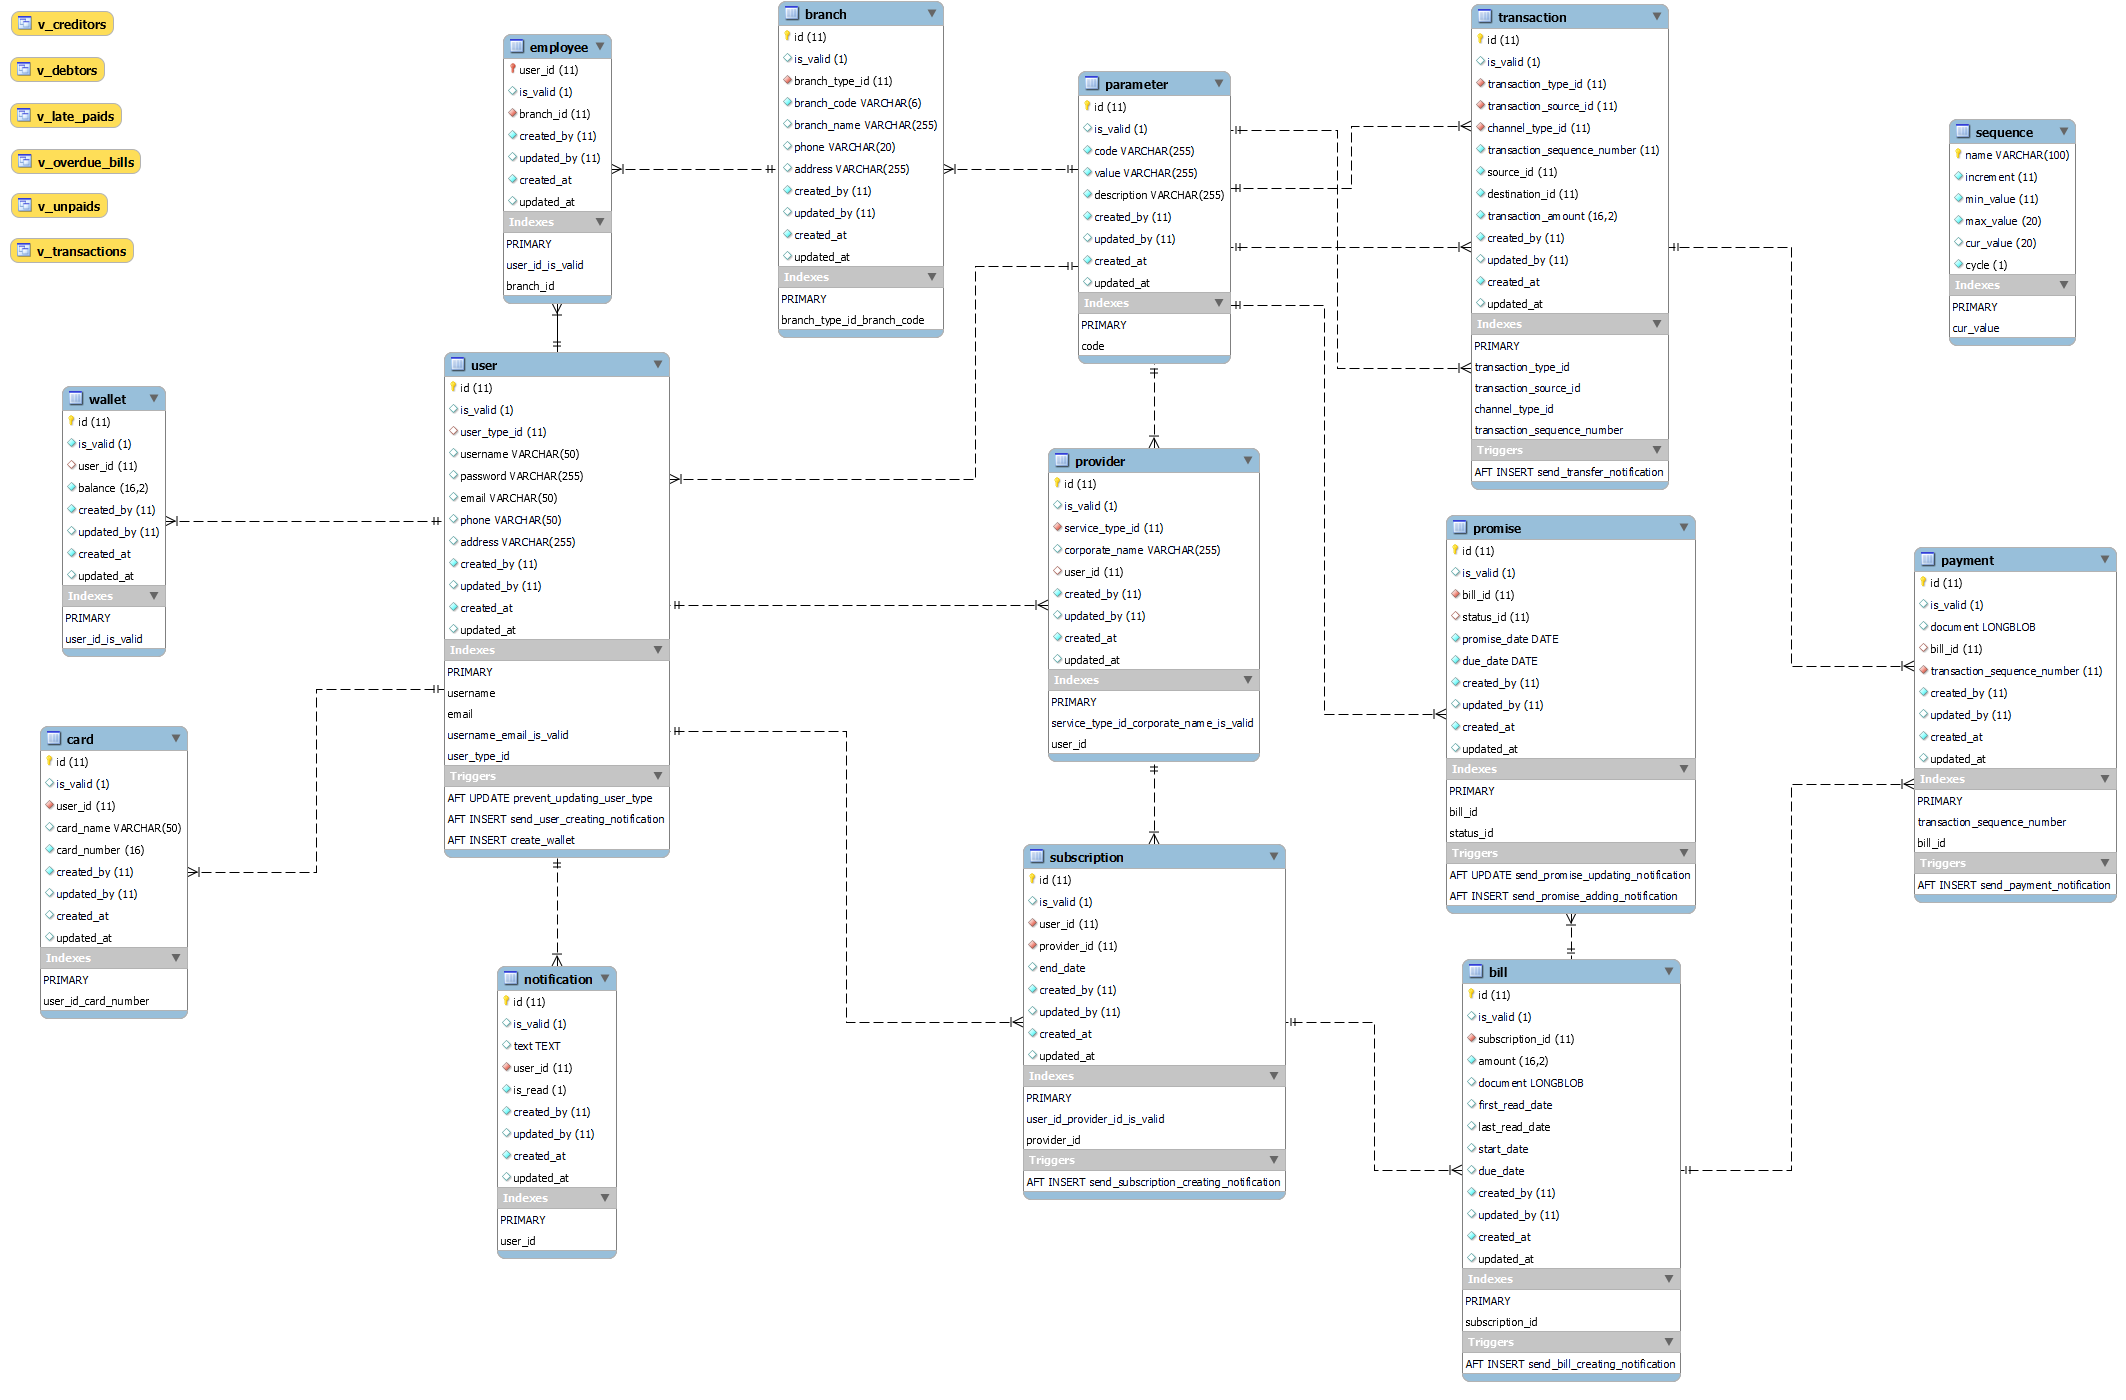 v_creditors
v_debtors
v_late_paids
v_overdue_bills
v_unpaids
v_transactions
employee
user_id (11)
is_valid (1)
branch_id (11)
created_by (11)
updated_by (11)
created_at
updated_at
Indexes
PRIMARY
user_id_is_valid
branch_id
branch
id (11)
is_valid (1)
branch_type_id (11)
branch_code VARCHAR(6)
branch_name VARCHAR(255)
phone VARCHAR(20)
address VARCHAR(255)
created_by (11)
updated_by (11)
created_at
updated_at
Indexes
PRIMARY
branch_type_id_branch_code
parameter
id (11)
is_valid (1)
code VARCHAR(255)
value VARCHAR(255)
description VARCHAR(255)
created_by (11)
updated_by (11)
created_at
updated_at
Indexes
PRIMARY
code
transaction
id (11)
is_valid (1)
transaction_type_id (11)
transaction_source_id (11)
channel_type_id (11)
transaction_sequence_number (11)
source_id (11)
destination_id (11)
transaction_amount (16,2)
created_by (11)
updated_by (11)
created_at
updated_at
Indexes
PRIMARY
transaction_type_id
transaction_source_id
channel_type_id
transaction_sequence_number
Triggers
AFT INSERT send_transfer_notification
sequence
name VARCHAR(100)
increment (11)
min_value (11)
max_value (20)
cur_value (20)
cycle (1)
Indexes
PRIMARY
cur_value
wallet
id (11)
is_valid (1)
user_id (11)
balance (16,2)
created_by (11)
updated_by (11)
created_at
updated_at
Indexes
PRIMARY
user_id_is_valid
user
id (11)
is_valid (1)
user_type_id (11)
username VARCHAR(50)
password VARCHAR(255)
email VARCHAR(50)
phone VARCHAR(50)
address VARCHAR(255)
created_by (11)
updated_by (11)
created_at
updated_at
Indexes
PRIMARY
username
email
username_email_is_valid
user_type_id
Triggers
AFT UPDATE prevent_updating_user_type
AFT INSERT send_user_creating_notification
AFT INSERT create_wallet
provider
id (11)
is_valid (1)
service_type_id (11)
corporate_name VARCHAR(255)
user_id (11)
created_by (11)
updated_by (11)
created_at
updated_at
Indexes
PRIMARY
service_type_id_corporate_name_is_valid
user_id
promise
id (11)
is_valid (1)
bill_id (11)
status_id (11)
promise_date DATE
due_date DATE
created_by (11)
updated_by (11)
created_at
updated_at
Indexes
PRIMARY
bill_id
status_id
Triggers
AFT UPDATE send_promise_updating_notification
AFT INSERT send_promise_adding_notification
payment
id (11)
is_valid (1)
document LONGBLOB
bill_id (11)
transaction_sequence_number (11)
created_by (11)
updated_by (11)
created_at
updated_at
Indexes
PRIMARY
transaction_sequence_number
bill_id
Triggers
AFT INSERT send_payment_notification
card
id (11)
is_valid (1)
user_id (11)
card_name VARCHAR(50)
card_number (16)
created_by (11)
updated_by (11)
created_at
updated_at
Indexes
PRIMARY
user_id_card_number
notification
id (11)
is_valid (1)
text TEXT
user_id (11)
is_read (1)
created_by (11)
updated_by (11)
created_at
updated_at
Indexes
PRIMARY
user_id
subscription
id (11)
is_valid (1)
user_id (11)
provider_id (11)
end_date
created_by (11)
updated_by (11)
created_at
updated_at
Indexes
PRIMARY
user_id_provider_id_is_valid
provider_id
Triggers
AFT INSERT send_subscription_creating_notification
bill
id (11)
is_valid (1)
subscription_id (11)
amount (16,2)
document LONGBLOB
first_read_date
last_read_date
start_date
due_date
created_by (11)
updated_by (11)
created_at
updated_at
Indexes
PRIMARY
subscription_id
Triggers
AFT INSERT send_bill_creating_notification